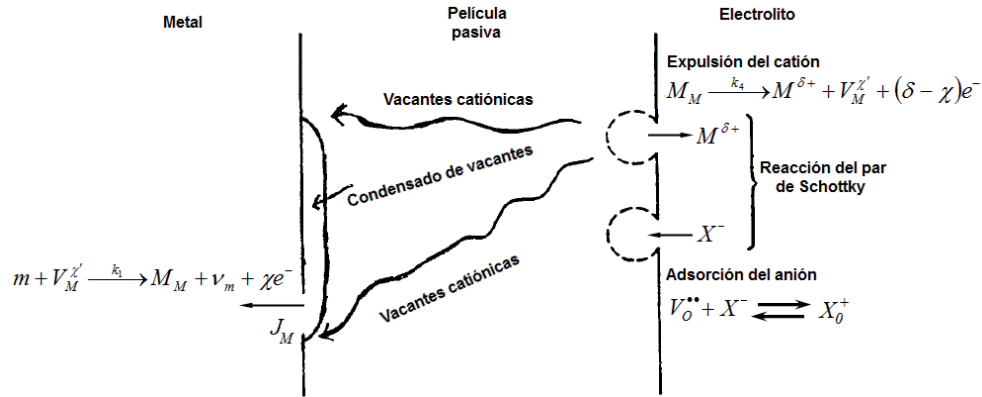 Metal
Película
pasiva
Electrolito
Expulsión del catión
M_M —k_4→ M^{δ+} + V_M^{χ'} + (δ − χ)e^-
Vacantes catiónicas
M^{δ+}
Condensado de vacantes
Reacción del par
de Schottky
X^-
m + V_M^{χ'} —k_1→ M_M + ν_m + χe^-
J_M
Vacantes catiónicas
Adsorción del anión
V_O^{••} + X^- ⇄ X_0^+